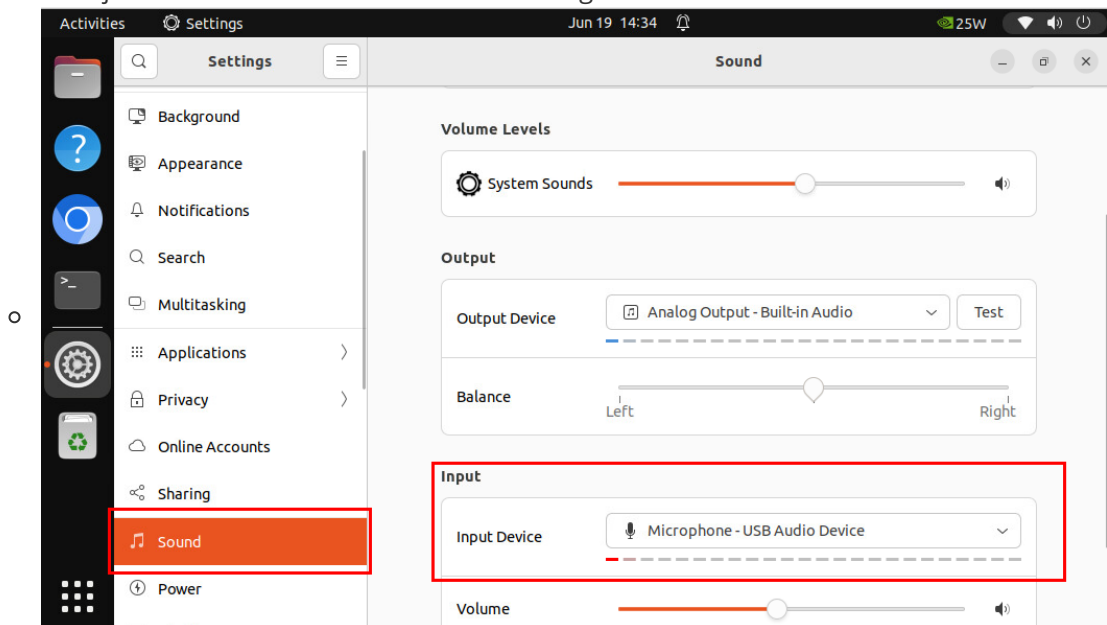 Activities Settings Jun 19 14:34 25W
Settings Sound
Background
Appearance
Notifications
Search
Multitasking
Applications
Privacy
Online Accounts
Sharing
Sound
Power
Volume Levels
System Sounds
Output
Output Device Analog Output - Built-in Audio Test
Balance
Left Right
Input
Input Device Microphone - USB Audio Device
Volume